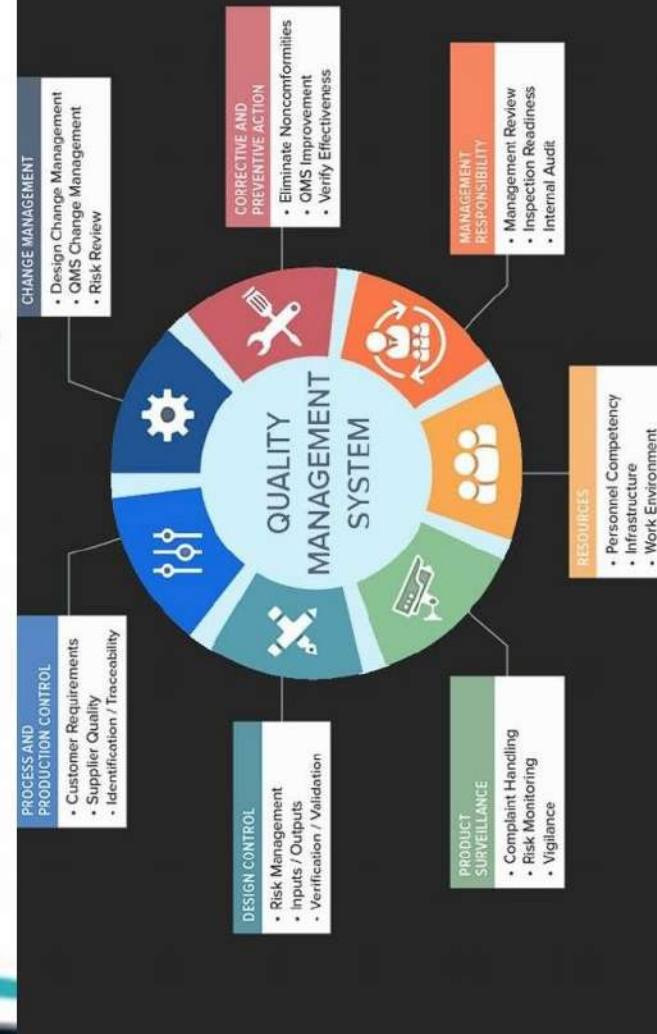 PROCESS AND
PRODUCTION CONTROL
• Customer Requirements
• Supplier Quality
• Identification / Traceability
CHANGE MANAGEMENT
• Design Change Management
• QMS Change Management
• Risk Review
DESIGN CONTROL
• Risk Management
• Inputs / Outputs
• Verification / Validation
CORRECTIVE AND
PREVENTIVE ACTION
• Eliminate Nonconformities
• QMS Improvement
• Verify Effectiveness
QUALITY
MANAGEMENT
SYSTEM
PRODUCT
SURVEILLANCE
• Complaint Handling
• Risk Monitoring
• Vigilance
MANAGEMENT
RESPONSIBILITY
• Management Review
• Inspection Readiness
• Internal Audit
RESOURCES
• Personnel Competency
• Infrastructure
• Work Environment